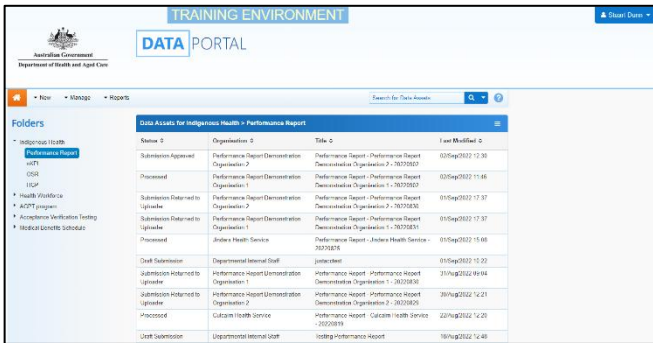 TRAINING ENVIRONMENT
Stuart Dunn
Australian Government
Department of Health and Aged Care
DATA PORTAL
New Manage Reports
Search for Data Assets
Folders
Indigenous Health
Performance Report
nKPI
OSR
HCP
Health Workforce
AGPT program
Acceptance Verification Testing
Medical Benefits Schedule
Data Assets for Indigenous Health > Performance Report
Status Organisation Title Last Modified
Submission Approved Performance Report Demonstration Performance Report - Performance Report 02/Sep/2022 12:30
Organisation 2 Demonstration Organisation 2 - 20220902
Processed Performance Report Demonstration Performance Report - Performance Report 02/Sep/2022 11:46
Organisation 1 Demonstration Organisation 1 - 20220902
Submission Returned to Performance Report Demonstration Performance Report - Performance Report 01/Sep/2022 17:37
Uploader Organisation 2 Demonstration Organisation 2 - 20220830
Submission Returned to Performance Report Demonstration Performance Report - Performance Report 01/Sep/2022 17:37
Uploader Organisation 1 Demonstration Organisation 1 - 20220831
Processed Jindera Health Service Performance Report - Jindera Health Service - 01/Sep/2022 15:08
20220826
Draft Submission Departmental Internal Staff 01/Sep/2022 10:22
Submission Returned to Performance Report Demonstration Performance Report - Performance Report 31/Aug/2022 09:04
Uploader Organisation 1 Demonstration Organisation 1 - 20220830
Submission Returned to Performance Report Demonstration Performance Report - Performance Report 30/Aug/2022 12:21
Uploader Organisation 2 Demonstration Organisation 2 - 20220829
Processed Culcairn Health Service Performance Report - Culcairn Health Service 22/Aug/2022 12:28
- 20220819
Draft Submission Departmental Internal Staff Testing Performance Report 18/Aug/2022 12:48